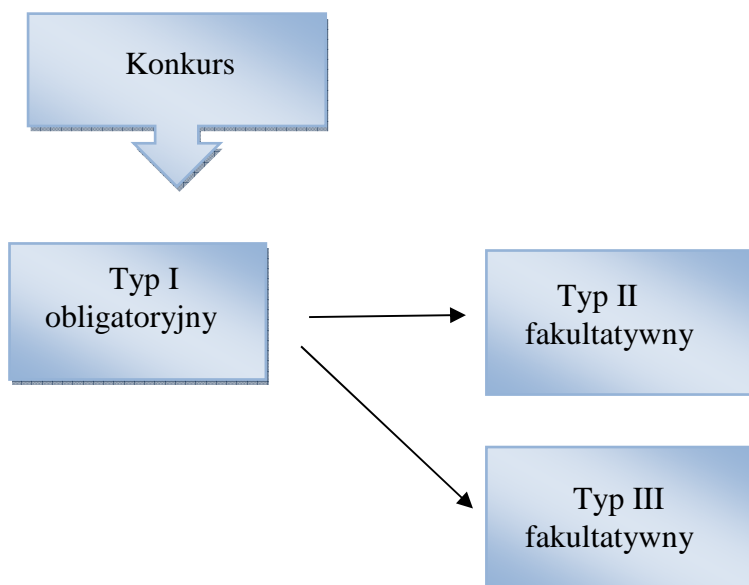 Konkurs
Typ I
obligatoryjny
Typ II
fakultatywny
Typ III
fakultatywny